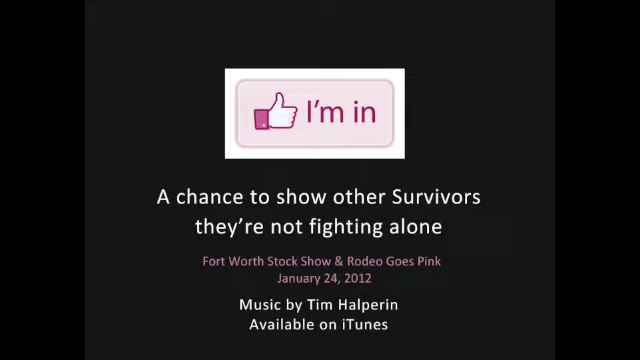 I'm in
A chance to show other Survivors
they're not fighting alone
Fort Worth Stock Show & Rodeo Goes Pink
January 24, 2012
Music by Tim Halperin
Available on iTunes